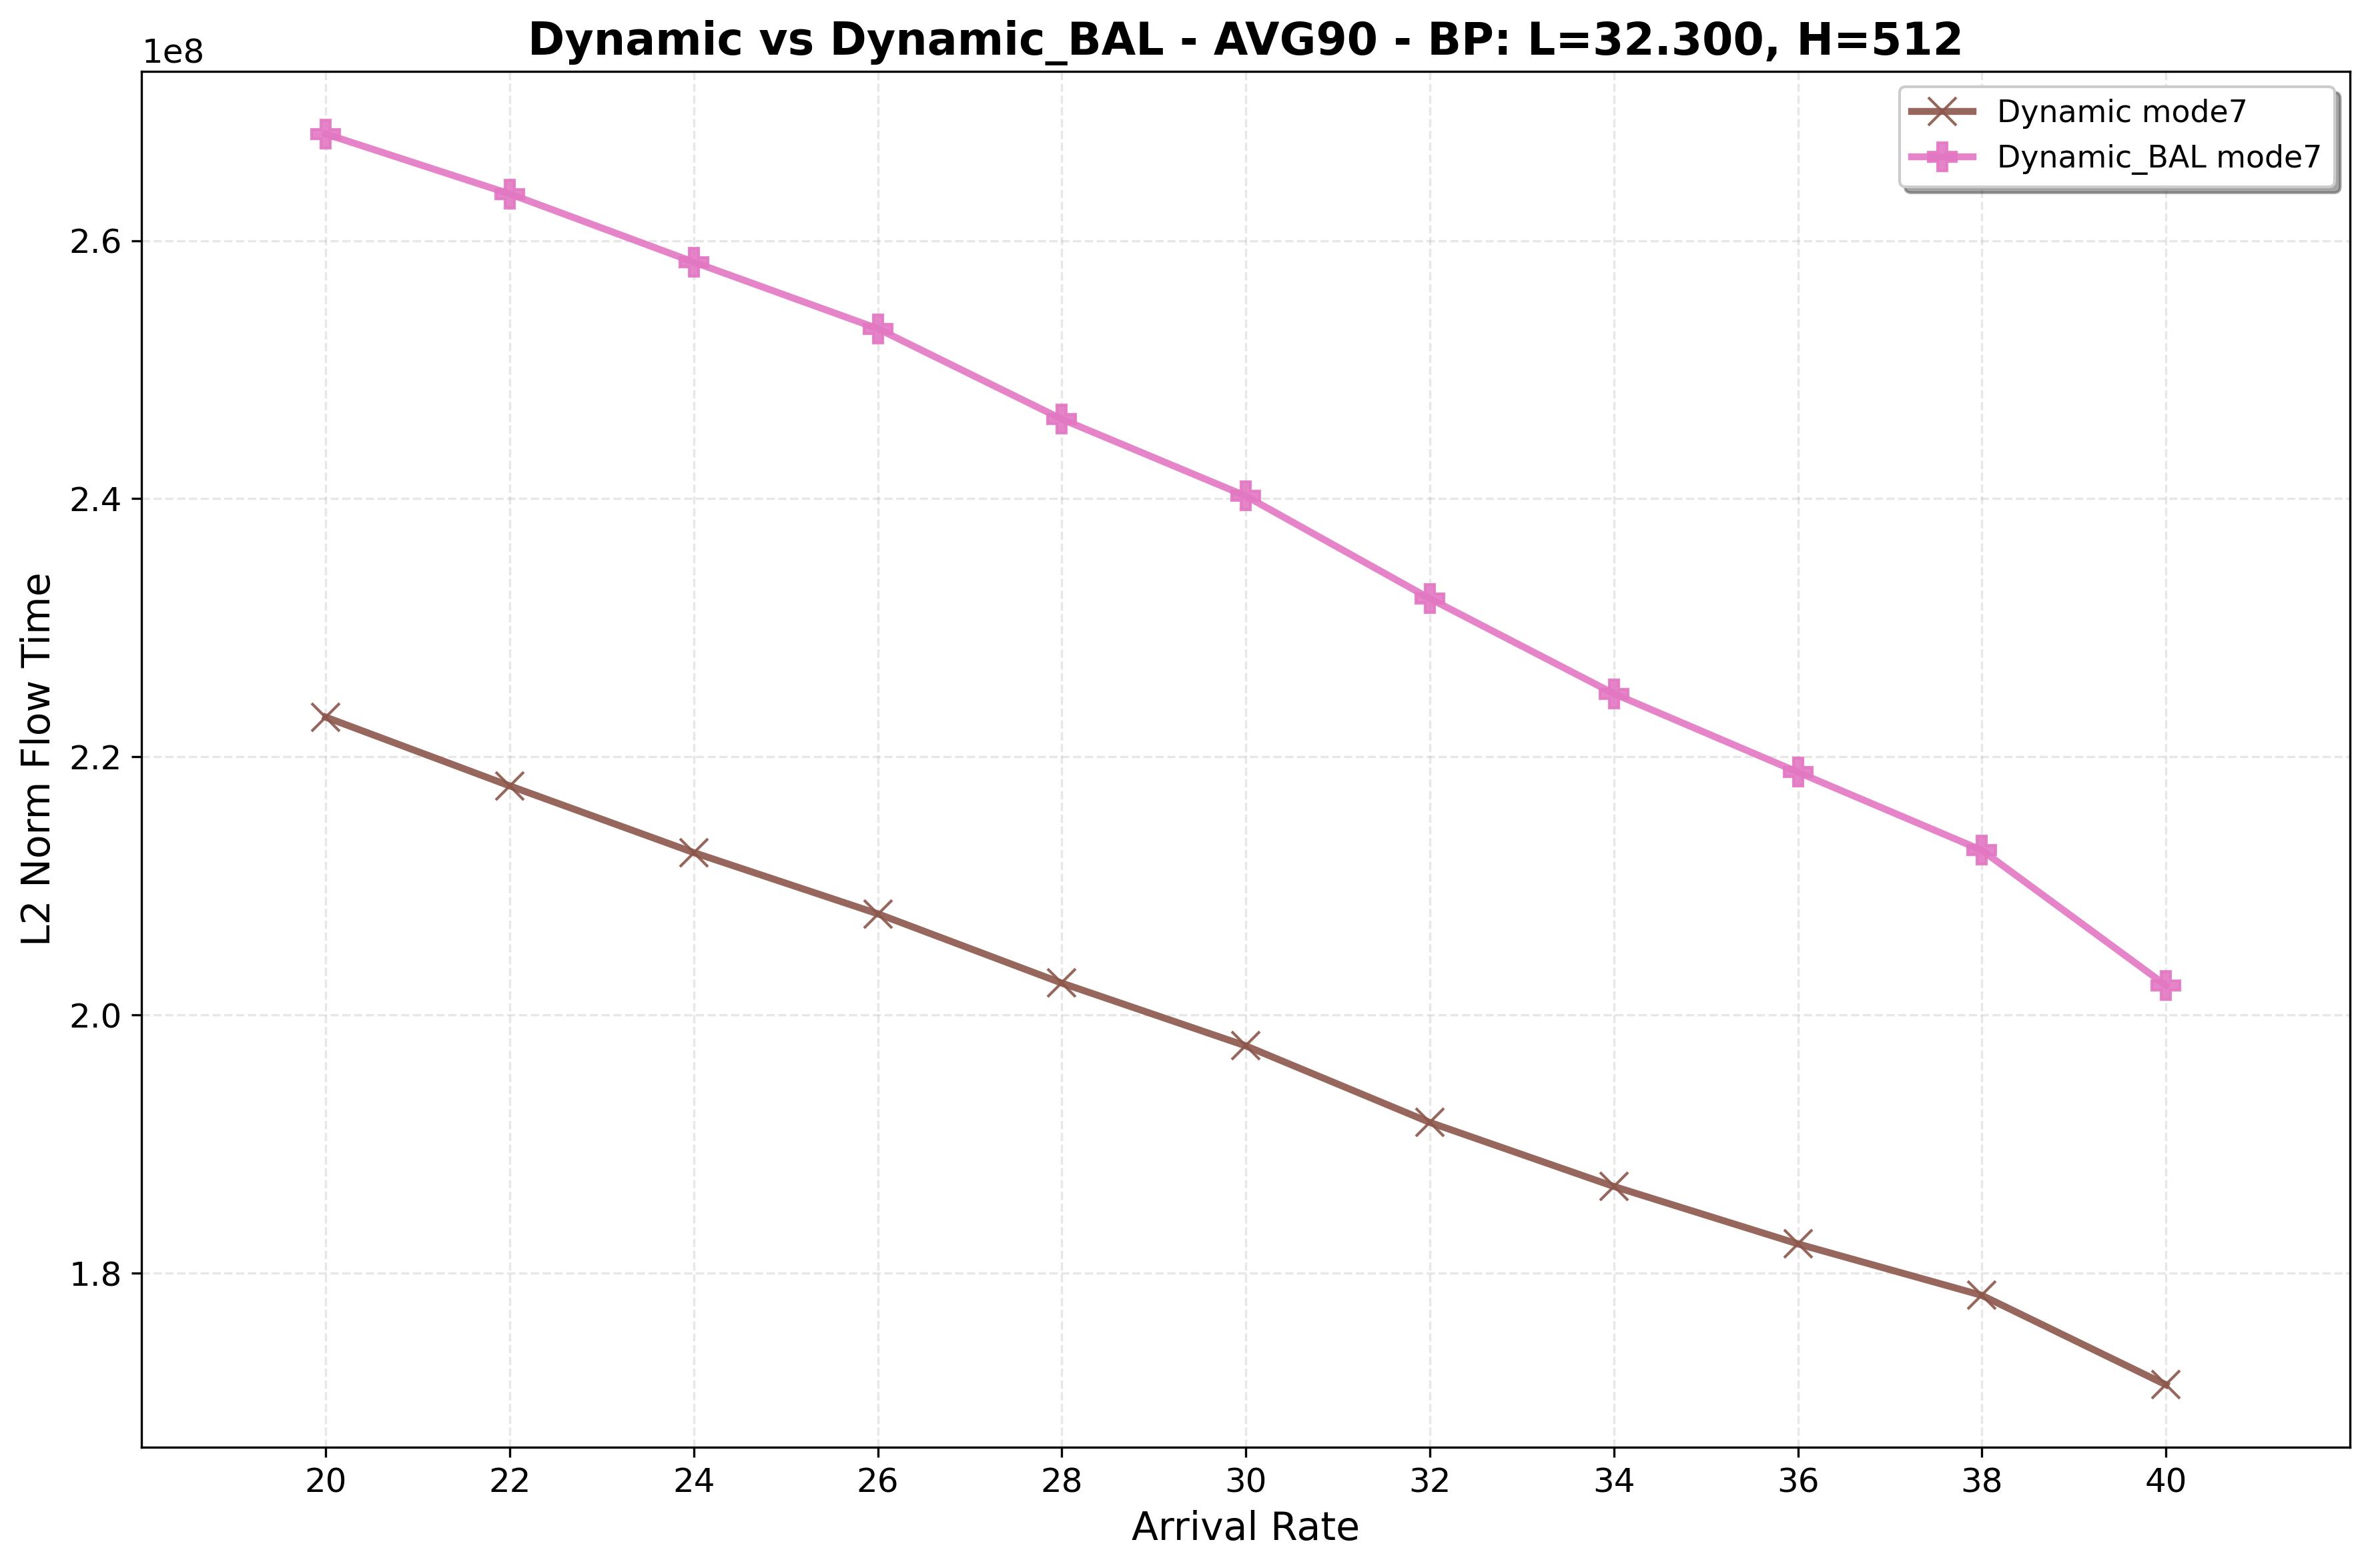 Dynamic vs Dynamic_BAL - AVG90 - BP: L=32.300, H=512
1e8
Dynamic mode7
Dynamic_BAL mode7
2.6
2.4
2.2
2.0
1.8
L2 Norm Flow Time
20 22 24 26 28 30 32 34 36 38 40
Arrival Rate